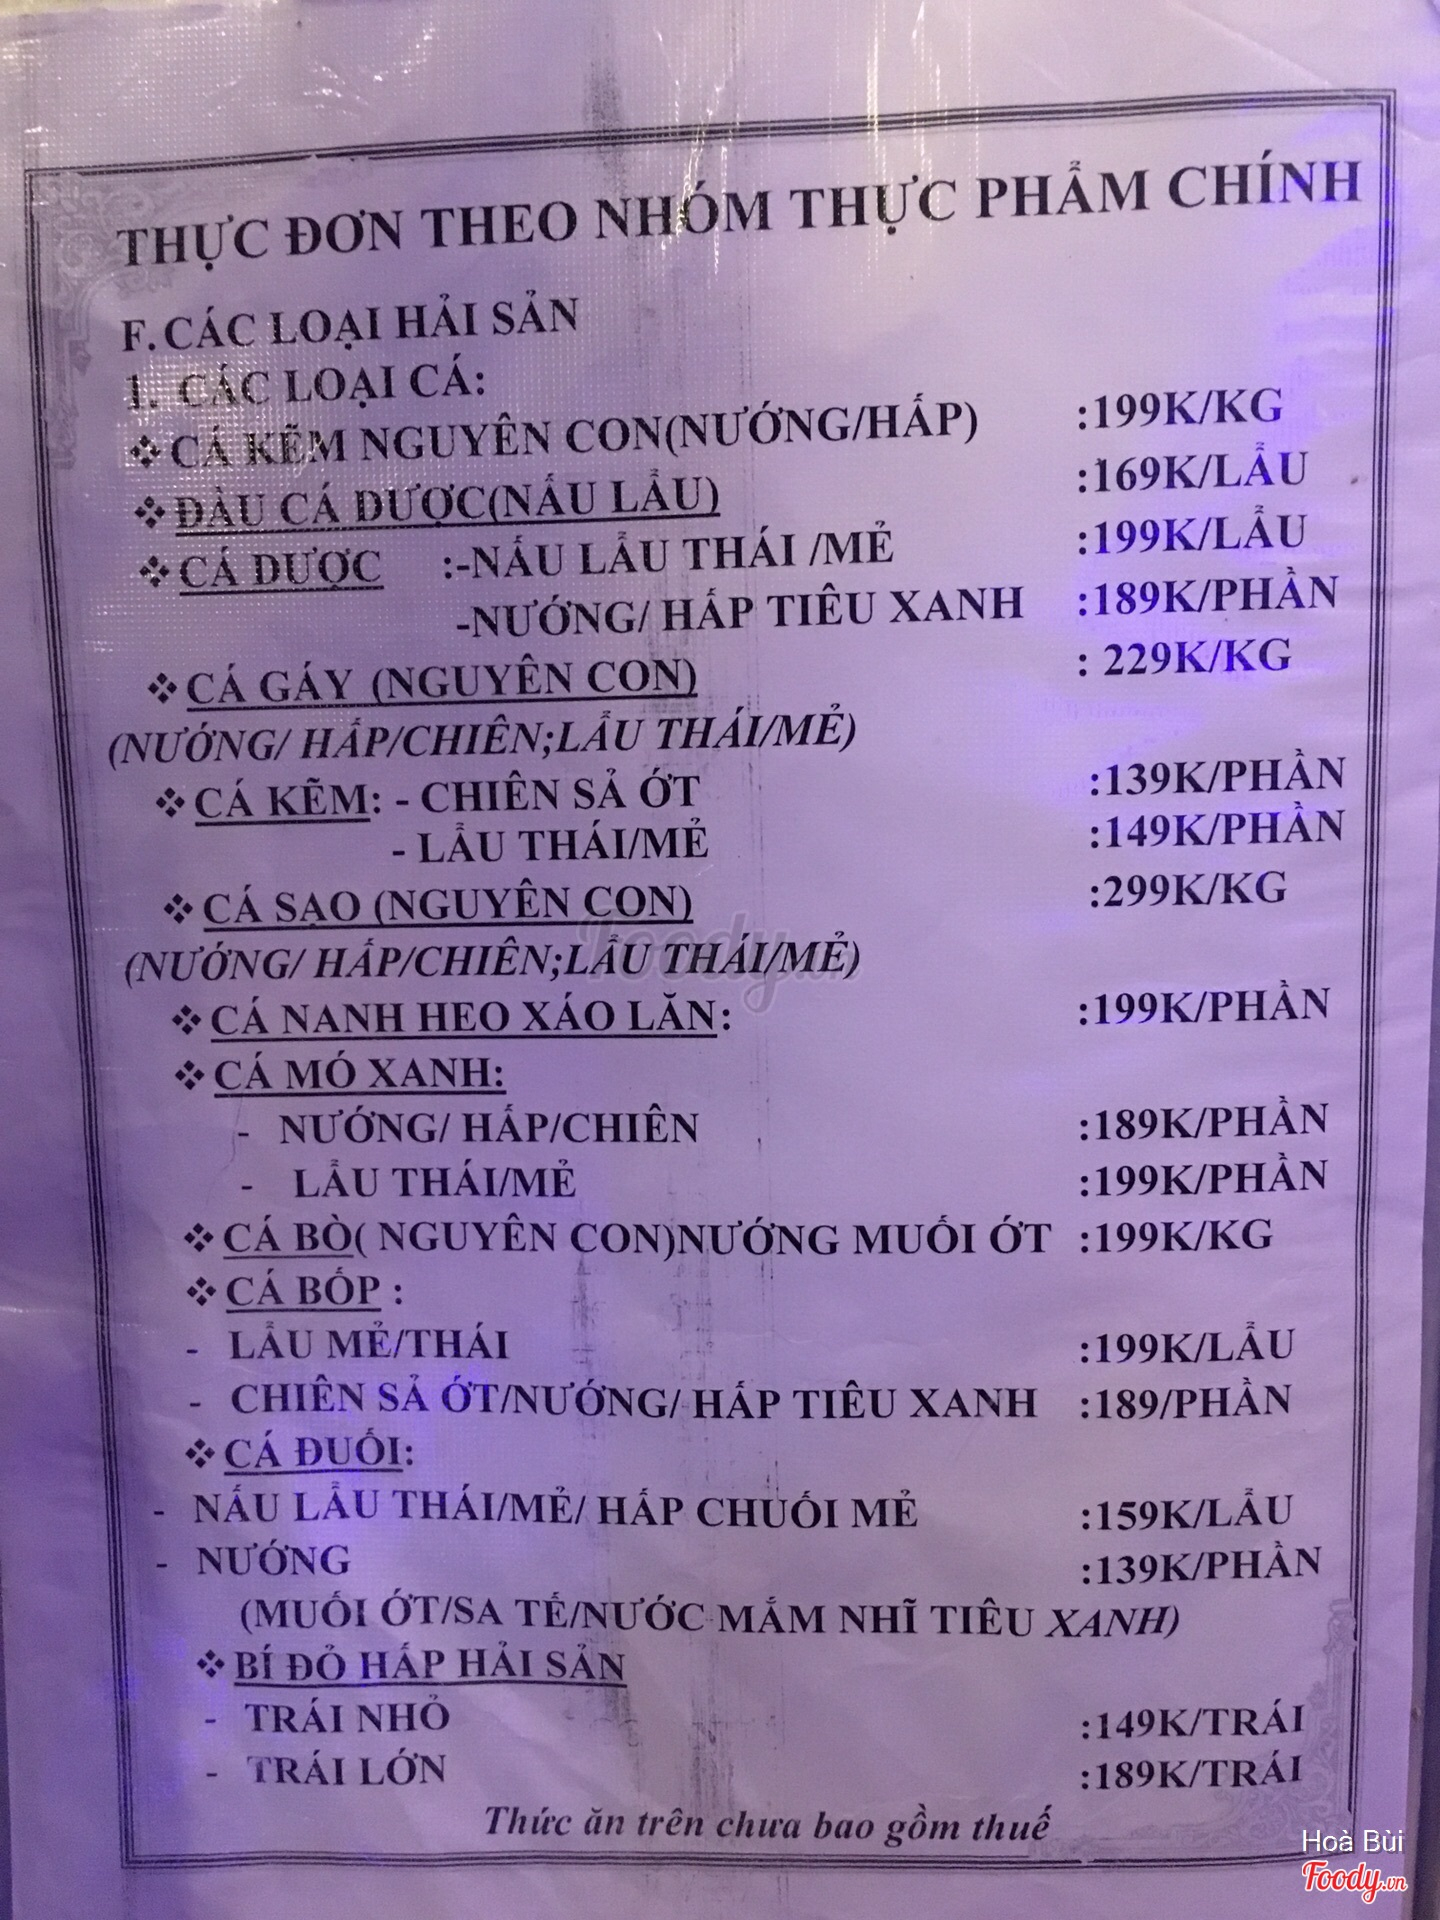 THỰC ĐƠN THEO NHÓM THỰC PHẨM CHÍNH
F. CÁC LOẠI HẢI SẢN
1. CÁC LOẠI CÁ:
❖ CÁ KẼM NGUYÊN CON(NƯỚNG/HẤP) :199K/KG
❖ ĐẦU CÁ DƯỢC(NẤU LẨU) :169K/LẨU
❖ CÁ DƯỢC :-NẤU LẨU THÁI /MẺ :199K/LẨU
-NƯỚNG/ HẤP TIÊU XANH :189K/PHẦN
❖ CÁ GÁY (NGUYÊN CON) : 229K/KG
(NƯỚNG/ HẤP/CHIÊN;LẨU THÁI/MẺ)
❖ CÁ KẼM: - CHIÊN SẢ ỚT :139K/PHẦN
- LẨU THÁI/MẺ :149K/PHẦN
❖ CÁ SẠO (NGUYÊN CON) :299K/KG
(NƯỚNG/ HẤP/CHIÊN;LẨU THÁI/MẺ)
❖ CÁ NANH HEO XÁO LĂN: :199K/PHẦN
❖ CÁ MÓ XANH:
- NƯỚNG/ HẤP/CHIÊN :189K/PHẦN
- LẨU THÁI/MẺ :199K/PHẦN
❖ CÁ BÒ( NGUYÊN CON)NƯỚNG MUỐI ỚT :199K/KG
❖ CÁ BỐP :
- LẨU MẺ/THÁI :199K/LẨU
- CHIÊN SẢ ỚT/NƯỚNG/ HẤP TIÊU XANH :189/PHẦN
❖ CÁ ĐUỐI:
- NẤU LẨU THÁI/MẺ/ HẤP CHUỐI MẺ :159K/LẨU
- NƯỚNG :139K/PHẦN
(MUỐI ỚT/SA TẾ/NƯỚC MẮM NHĨ TIÊU XANH)
❖ BÍ ĐỎ HẤP HẢI SẢN
- TRÁI NHỎ :149K/TRÁI
- TRÁI LỚN :189K/TRÁI
Thức ăn trên chưa bao gồm thuế
Foody.vn
Hoà Bùi
Foody.vn